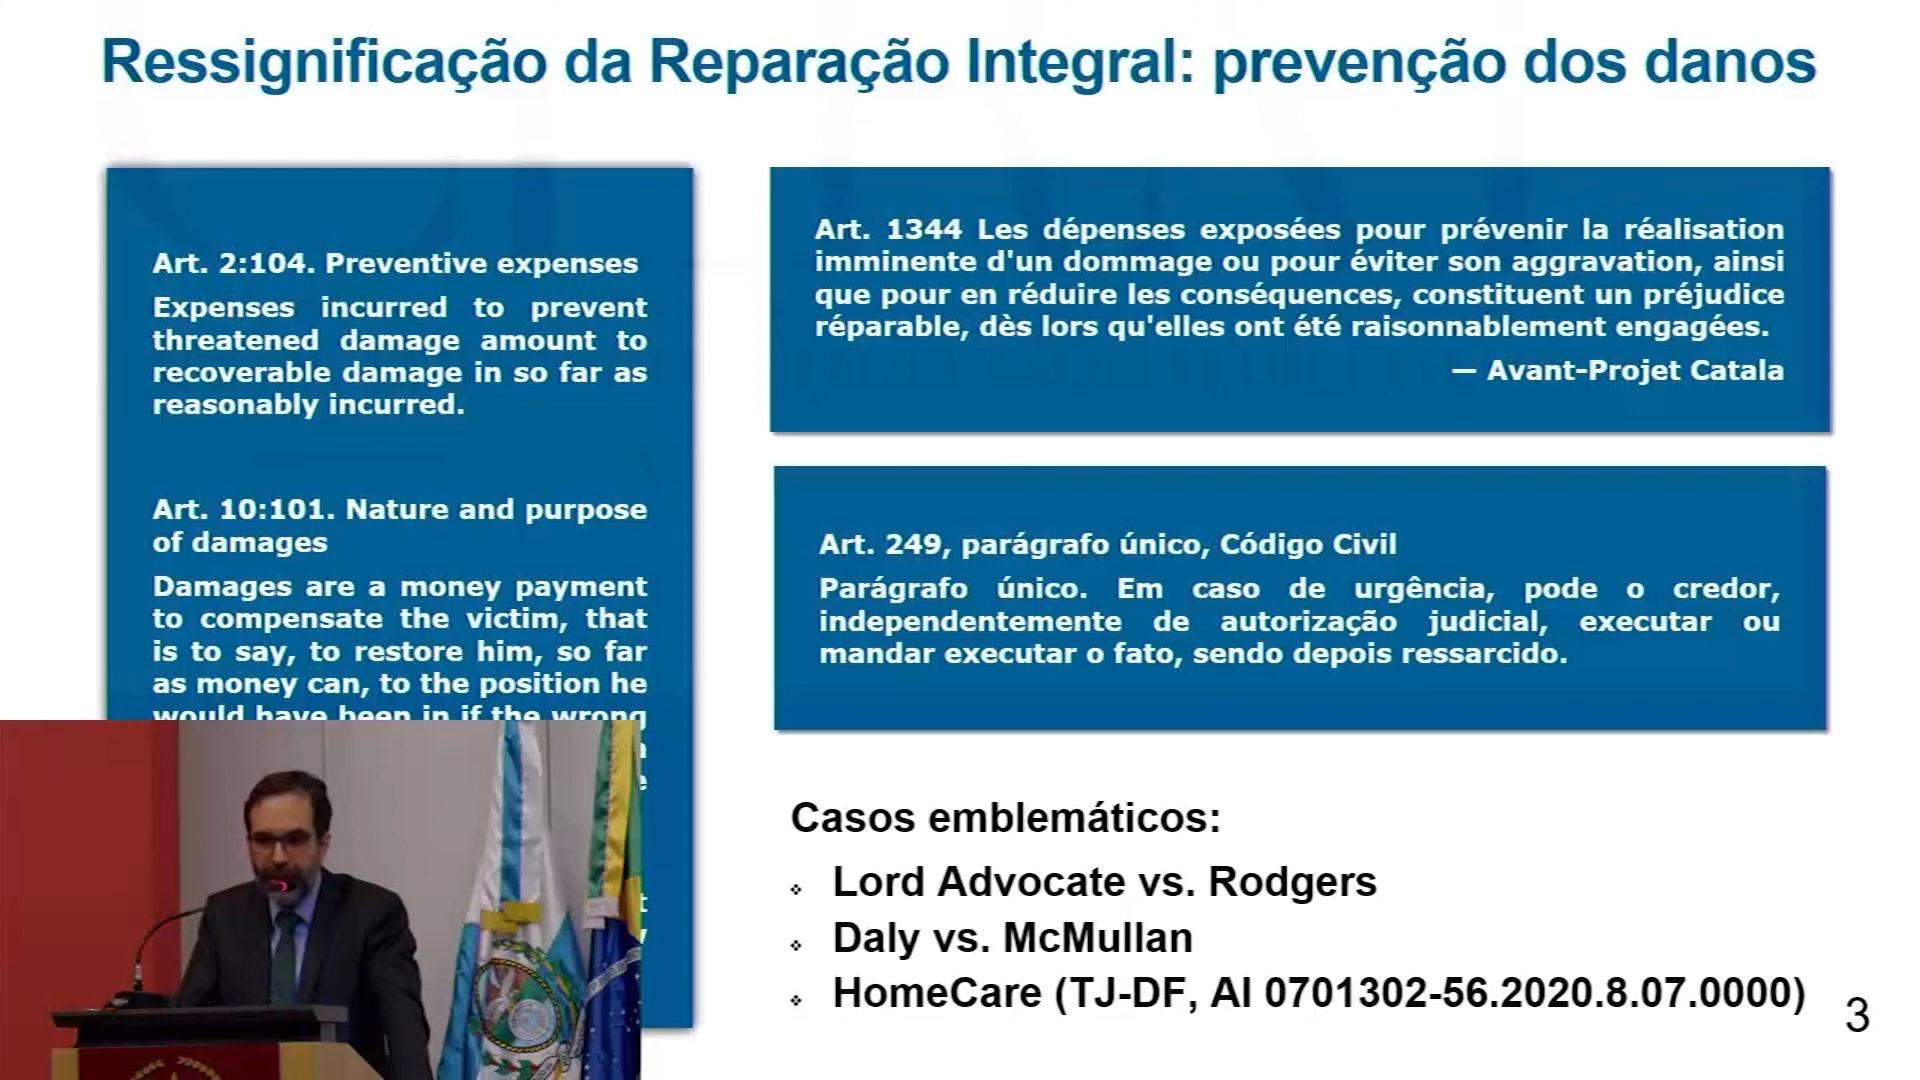 Ressignificação da Reparação Integral: prevenção dos danos
Art. 2:104. Preventive expenses
Expenses incurred to prevent
threatened damage amount to
recoverable damage in so far as
reasonably incurred.
Art. 10:101. Nature and purpose
of damages
Damages are a money payment
to compensate the victim, that
is to say, to restore him, so far
as money can, to the position he
would have been in if the wrong
Art. 1344 Les dépenses exposées pour prévenir la réalisation
imminente d'un dommage ou pour éviter son aggravation, ainsi
que pour en réduire les conséquences, constituent un préjudice
réparable, dès lors qu'elles ont été raisonnablement engagées.
— Avant-Projet Catala
Art. 249, parágrafo único, Código Civil
Parágrafo único. Em caso de urgência, pode o credor,
independentemente de autorização judicial, executar ou
mandar executar o fato, sendo depois ressarcido.
Casos emblemáticos:
Lord Advocate vs. Rodgers
Daly vs. McMullan
HomeCare (TJ-DF, AI 0701302-56.2020.8.07.0000)
3